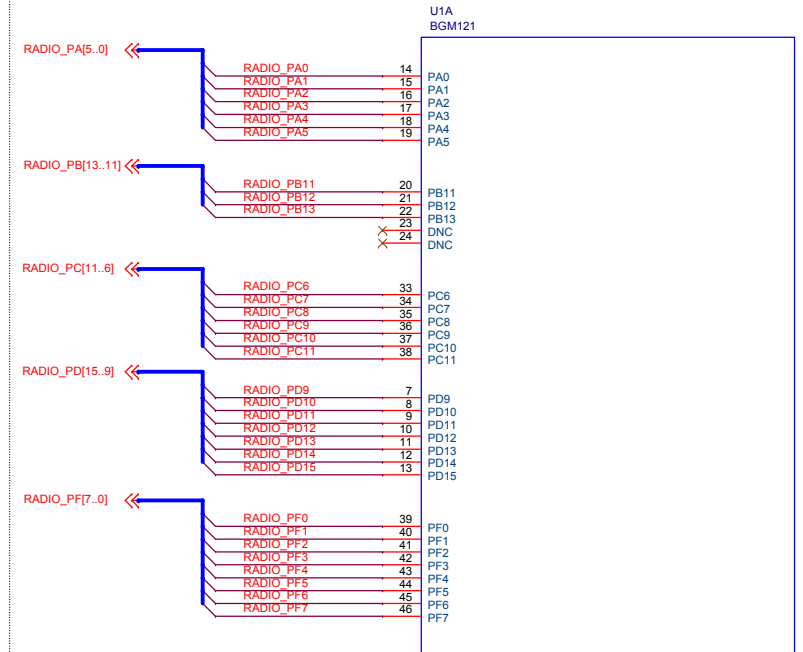 U1A
BGM121
RADIO_PA[5..0]
RADIO_PA0 14 PA0
RADIO_PA1 15 PA1
RADIO_PA2 16 PA2
RADIO_PA3 17 PA3
RADIO_PA4 18 PA4
RADIO_PA5 19 PA5
RADIO_PB[13..11]
RADIO_PB11 20 PB11
RADIO_PB12 21 PB12
RADIO_PB13 22 PB13
23 DNC
24 DNC
RADIO_PC[11..6]
RADIO_PC6 33 PC6
RADIO_PC7 34 PC7
RADIO_PC8 35 PC8
RADIO_PC9 36 PC9
RADIO_PC10 37 PC10
RADIO_PC11 38 PC11
RADIO_PD[15..9]
RADIO_PD9 7 PD9
RADIO_PD10 8 PD10
RADIO_PD11 9 PD11
RADIO_PD12 10 PD12
RADIO_PD13 11 PD13
RADIO_PD14 12 PD14
RADIO_PD15 13 PD15
RADIO_PF[7..0]
RADIO_PF0 39 PF0
RADIO_PF1 40 PF1
RADIO_PF2 41 PF2
RADIO_PF3 42 PF3
RADIO_PF4 43 PF4
RADIO_PF5 44 PF5
RADIO_PF6 45 PF6
RADIO_PF7 46 PF7